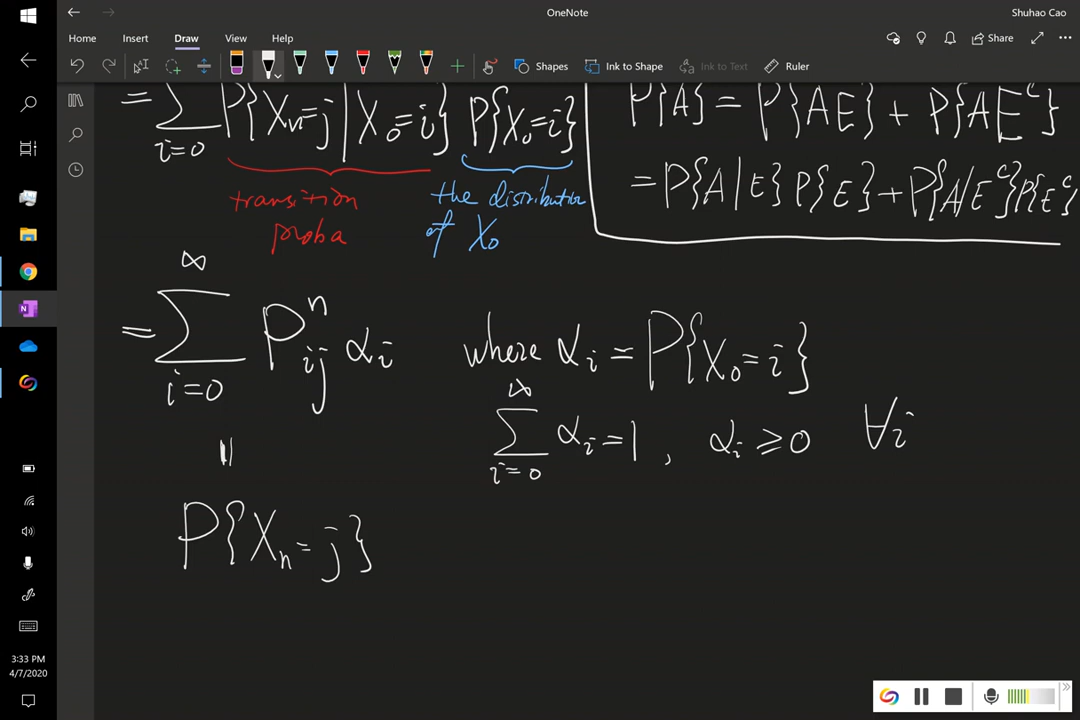 OneNote
Shuhao Cao
Home Insert Draw View Help
Share
Shapes
Ink to Shape
Ink to Text
Ruler
= ∑_{i=0} P{X_n=j | X_0=i} P{X_0=i}
transition proba
the distribution of X_0
P{A} = P{AE} + P{AE^c}
= P{A|E} P{E} + P{A|E^c} P{E^c}
= ∑_{i=0}^{∞} P_{ij}^{n} α_i where α_i = P{X_0=i}
∑_{i=0}^{∞} α_i = 1, α_i ⩾ 0 ∀i
||
P{X_n=j}
3:33 PM
4/7/2020